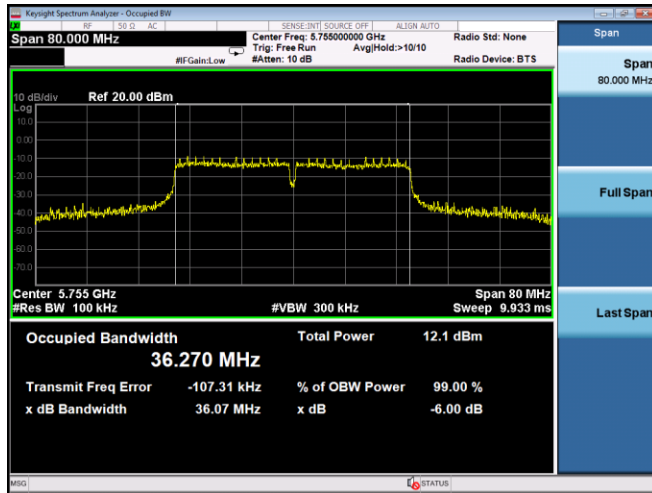 Keysight Spectrum Analyzer - Occupied BW
RF 50 Ω AC SENSE:INT SOURCE OFF ALIGN AUTO
Span 80.000 MHz
Center Freq: 5.755000000 GHz Radio Std: None
Trig: Free Run Avg|Hold:>10/10
#IFGain:Low #Atten: 10 dB Radio Device: BTS
10 dB/div Ref 20.00 dBm
Log
10.0
0.00
-10.0
-20.0
-30.0
-40.0
-50.0
-60.0
-70.0
Center 5.755 GHz Span 80 MHz
#Res BW 100 kHz #VBW 300 kHz Sweep 9.933 ms
Occupied Bandwidth Total Power 12.1 dBm
36.270 MHz
Transmit Freq Error -107.31 kHz % of OBW Power 99.00 %
x dB Bandwidth 36.07 MHz x dB -6.00 dB
MSG STATUS
Span
Span
80.000 MHz
Full Span
Last Span